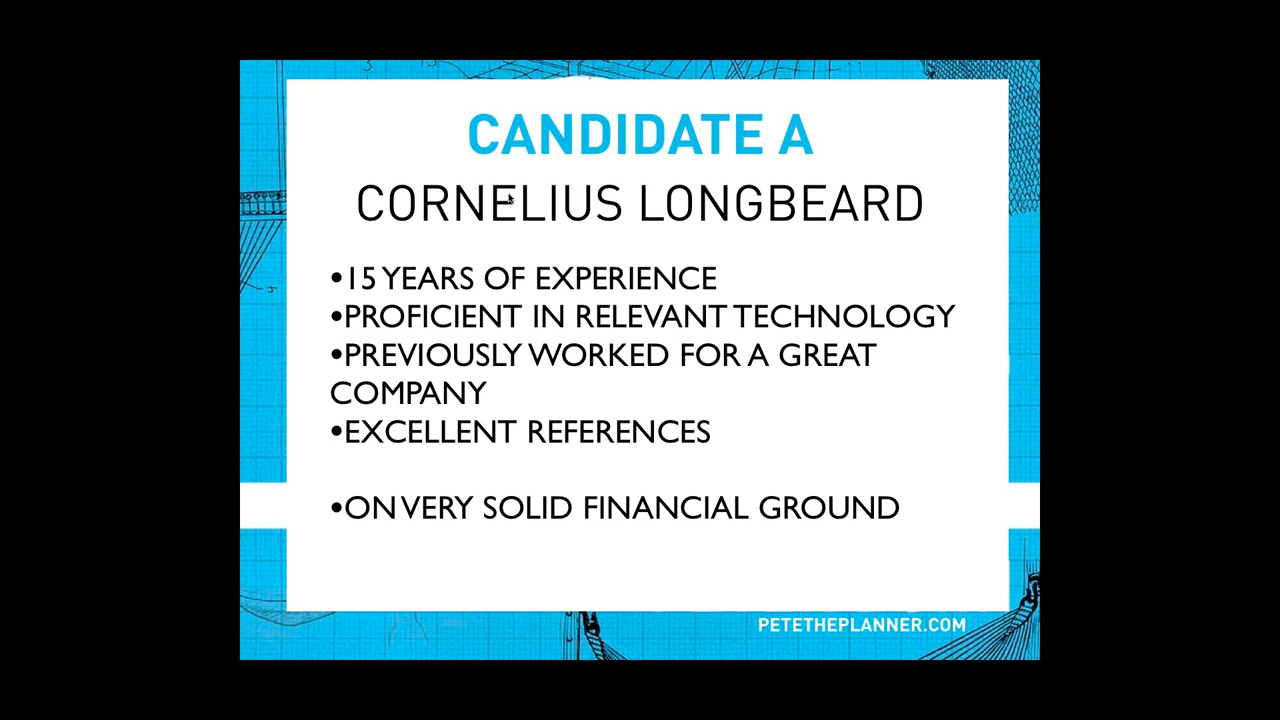 CANDIDATE A
CORNELIUS LONGBEARD
•15 YEARS OF EXPERIENCE
•PROFICIENT IN RELEVANT TECHNOLOGY
•PREVIOUSLY WORKED FOR A GREAT
COMPANY
•EXCELLENT REFERENCES
•ON VERY SOLID FINANCIAL GROUND
PETETHEPLANNER.COM